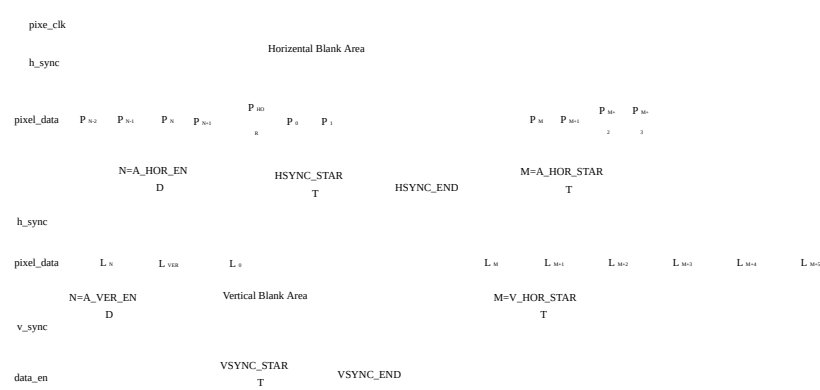 pixe_clk
Horizental Blank Area
h_sync
pixel_data P N-2 P N-1 P N P N+1 P HO
R P 0 P 1 P M P M+1 P M+
2 P M+
3
N=A_HOR_EN
D
HSYNC_STAR
T
HSYNC_END
M=A_HOR_STAR
T
h_sync
pixel_data L N L VER L 0 L M L M+1 L M+2 L M+3 L M+4 L M+5
N=A_VER_EN
D
Vertical Blank Area
M=V_HOR_STAR
T
v_sync
VSYNC_STAR
T
VSYNC_END
data_en